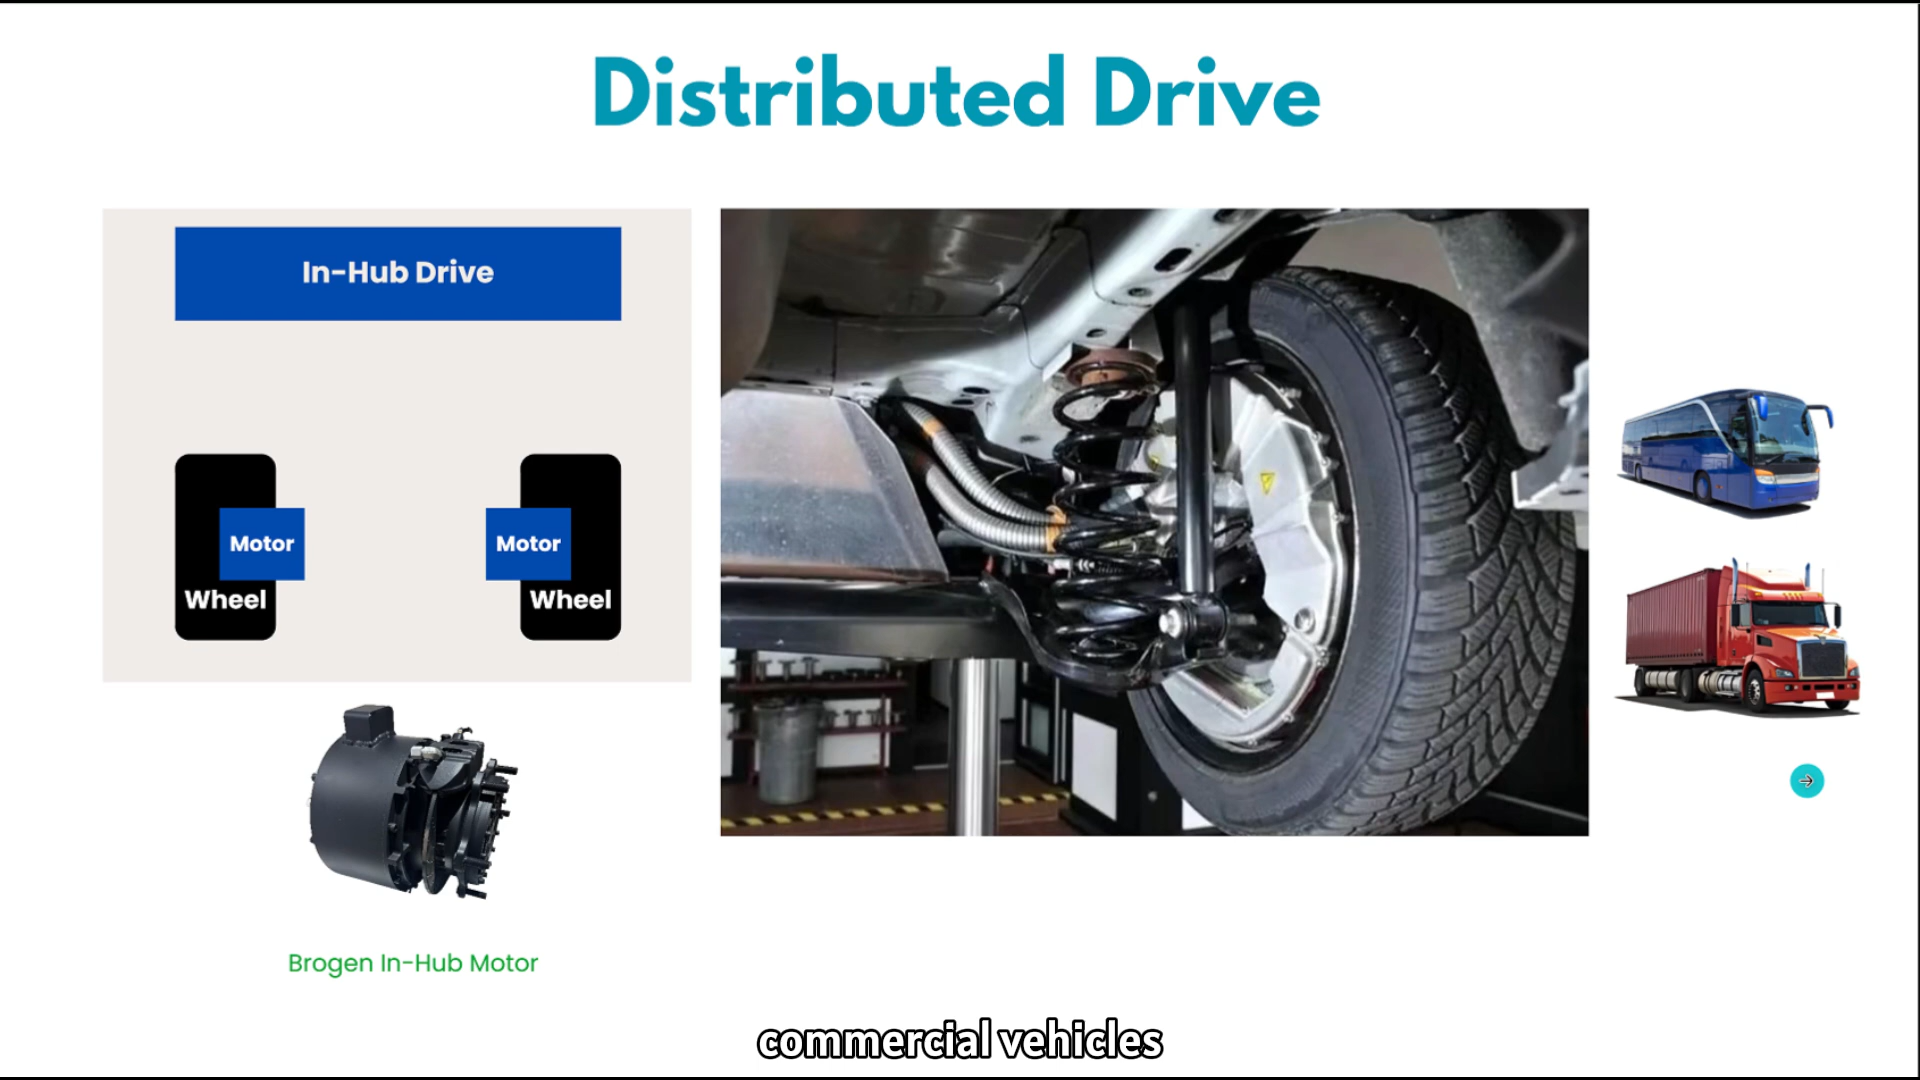 Distributed Drive
In-Hub Drive
Motor
Motor
Wheel
Wheel
Brogen In-Hub Motor
commercial vehicles